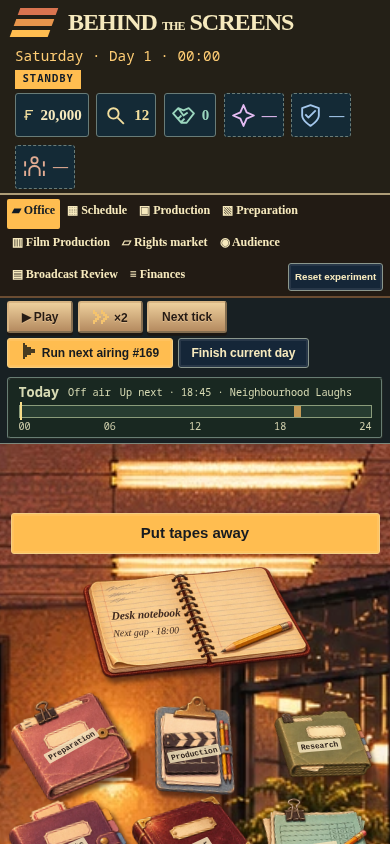 BEHIND THE SCREENS
Saturday · Day 1 · 00:00
STANDBY
₣ 20,000
12
0
—
—
—
Office
Schedule
Production
Preparation
Film Production
Rights market
Audience
Broadcast Review
Finances
Reset experiment
Play
×2
Next tick
Run next airing #169
Finish current day
Today Off air Up next · 18:45 · Neighbourhood Laughs
00 06 12 18 24
Put tapes away
Desk notebook
Next gap · 18:00
Preparation
Production
Research